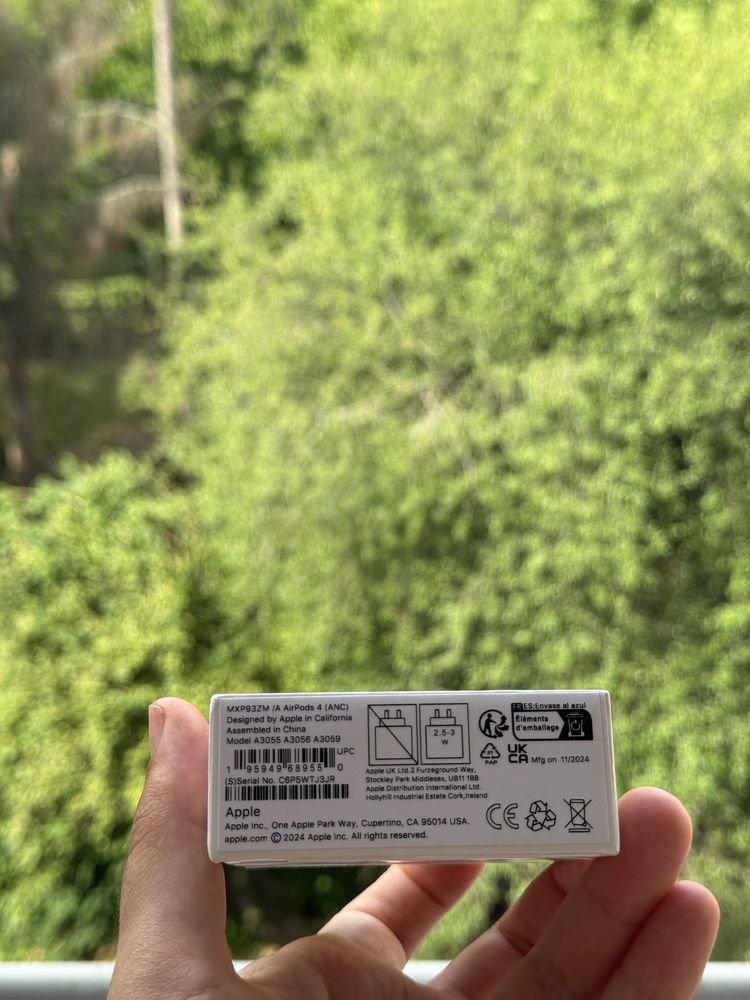 MXP93ZM /A AirPods 4 (ANC)
Designed by Apple in California
Assembled in China
Model A3055 A3056 A3059
UPC
1 95949 68955 0
(S)Serial No. C6P5WTJ3JR
Apple
Apple Inc., One Apple Park Way, Cupertino, CA 95014 USA.
apple.com © 2024 Apple Inc. All rights reserved.
2.5-3
W
Apple UK Ltd.2 Furzeground Way,
Stockley Park Middlesex, UB11 1BB
Apple Distribution International Ltd.
Hollyhill Industrial Estate Cork,Ireland
FR ES:Envase al azul
Éléments
d'emballage
21
PAP
UK
CA
Mfg on 11/2024
CE